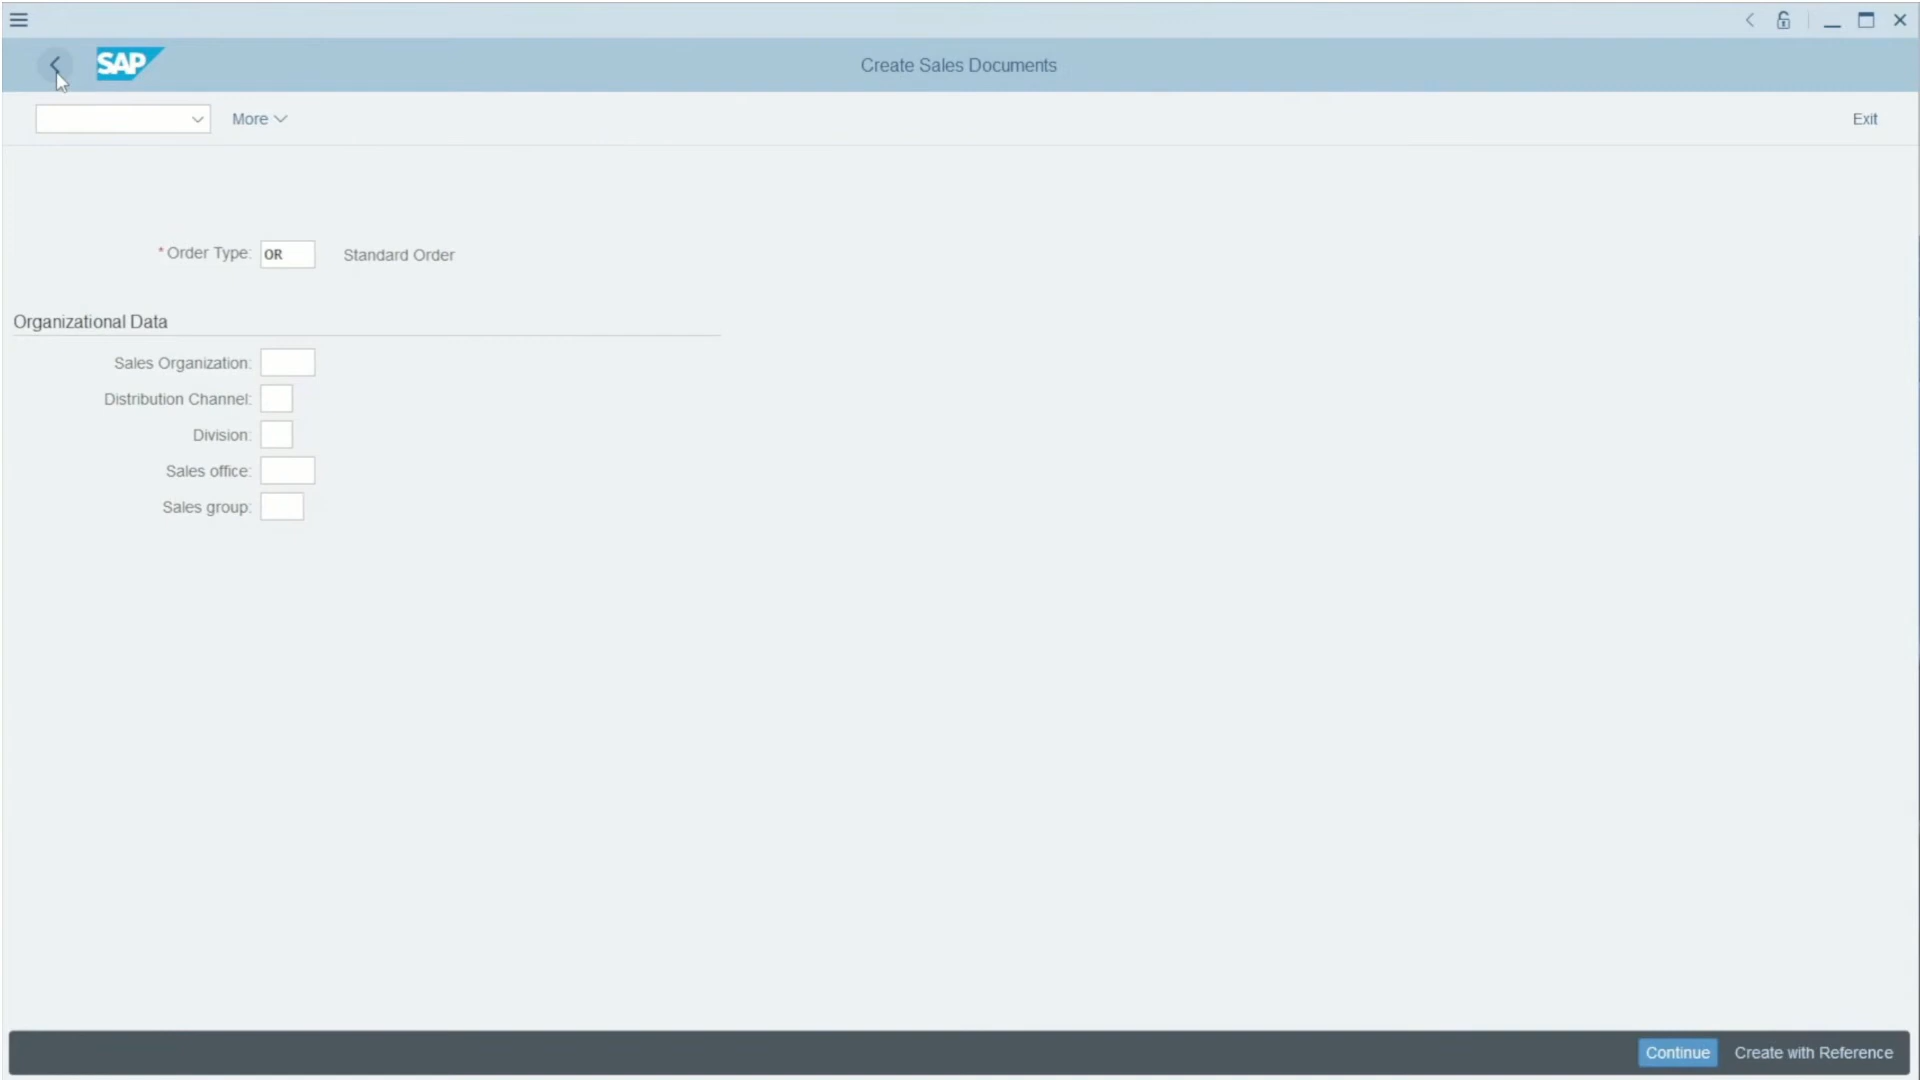 SAP
Create Sales Documents
More
Exit
* Order Type: OR Standard Order
Organizational Data
Sales Organization:
Distribution Channel:
Division:
Sales office:
Sales group:
Continue Create with Reference